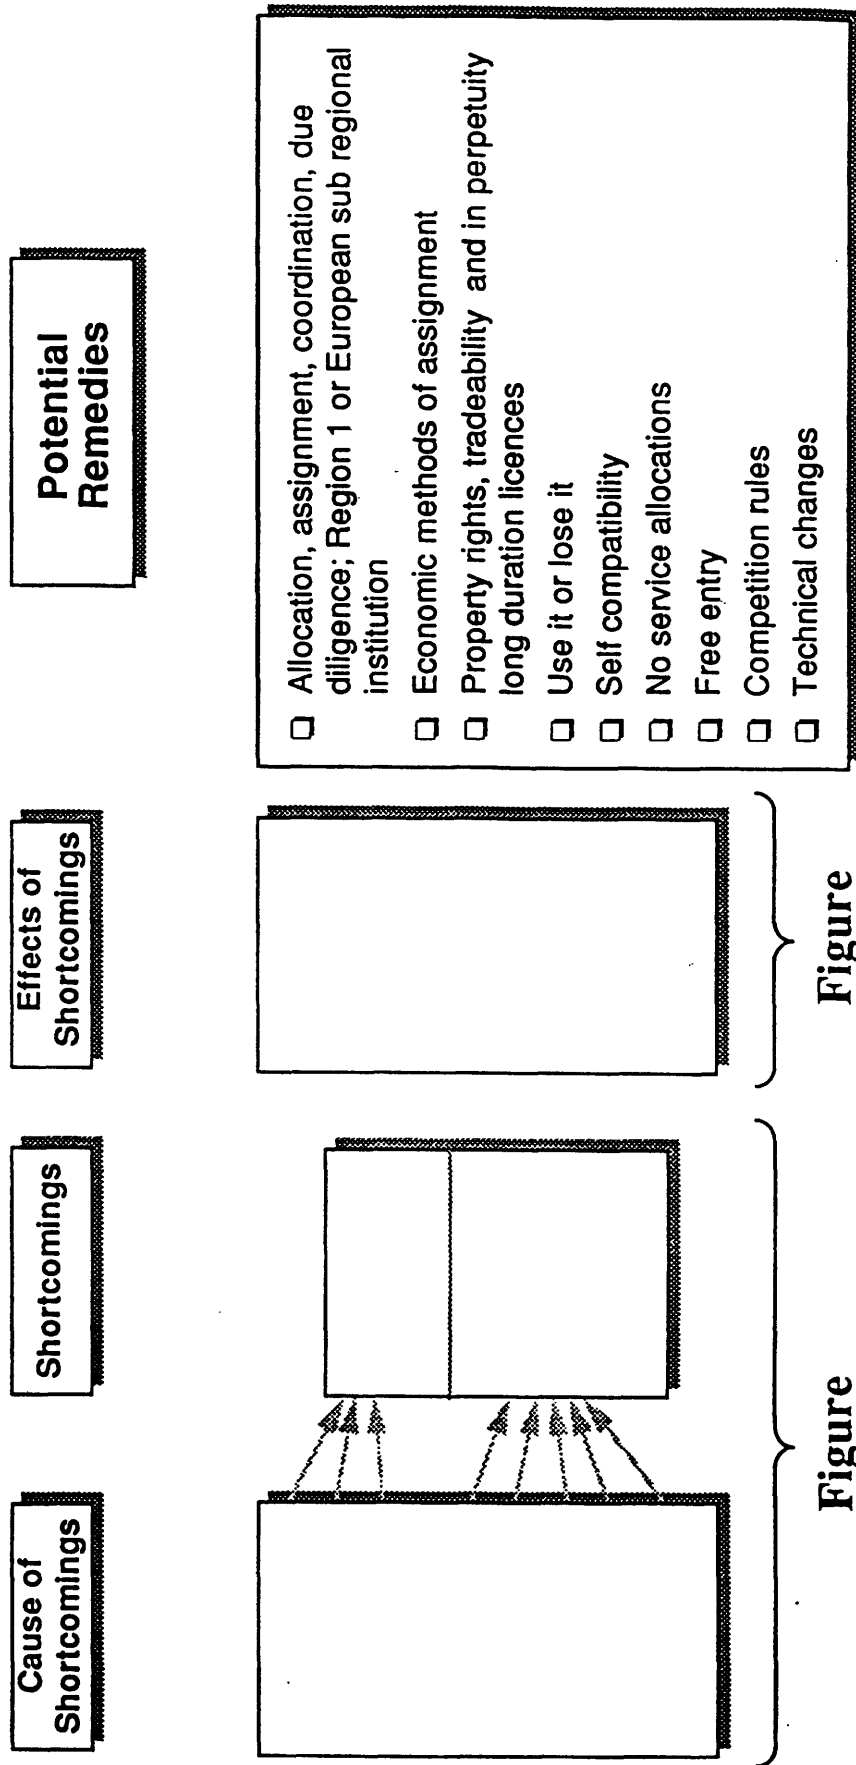 Cause of
Shortcomings
Shortcomings
Effects of
Shortcomings
Potential
Remedies
❏ Allocation, assignment, coordination, due
diligence; Region 1 or European sub regional
institution
❏ Economic methods of assignment
❏ Property rights, tradeability and in perpetuity
long duration licences
❏ Use it or lose it
❏ Self compatibility
❏ No service allocations
❏ Free entry
❏ Competition rules
❏ Technical changes
Figure
Figure